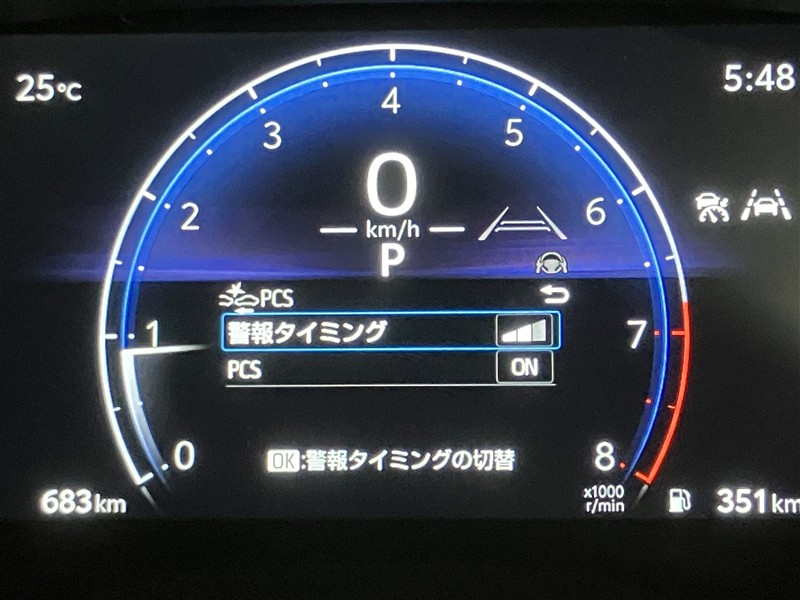 25℃
5:48
4
3
5
0
2
6
km/h
P
PCS
警報タイミング
1
7
PCS
ON
0
OK:警報タイミングの切替
8
683km
x1000
r/min
351km